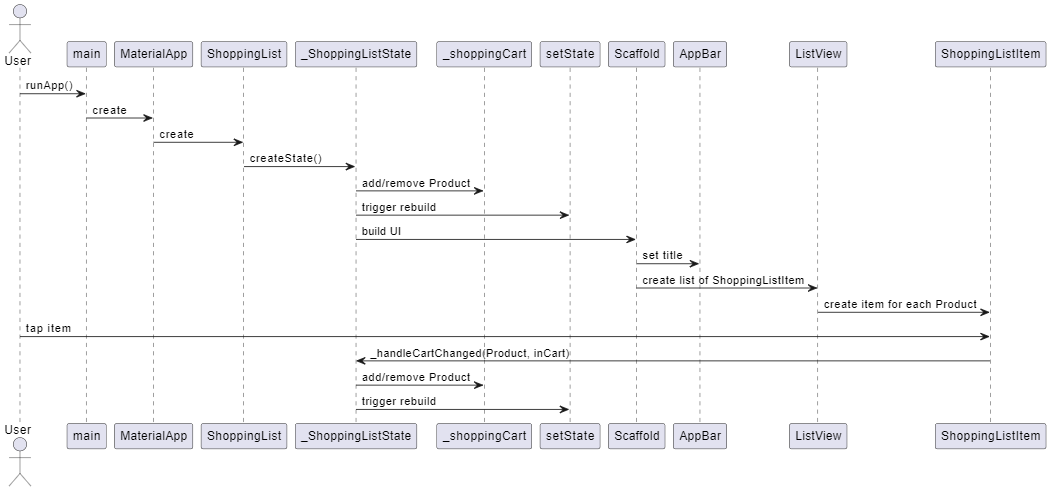 User
main
MaterialApp
ShoppingList
_ShoppingListState
_shoppingCart
setState
Scaffold
AppBar
ListView
ShoppingListItem
runApp()
create
create
createState()
add/remove Product
trigger rebuild
build UI
set title
create list of ShoppingListItem
create item for each Product
tap item
_handleCartChanged(Product, inCart)
add/remove Product
trigger rebuild
User
main
MaterialApp
ShoppingList
_ShoppingListState
_shoppingCart
setState
Scaffold
AppBar
ListView
ShoppingListItem